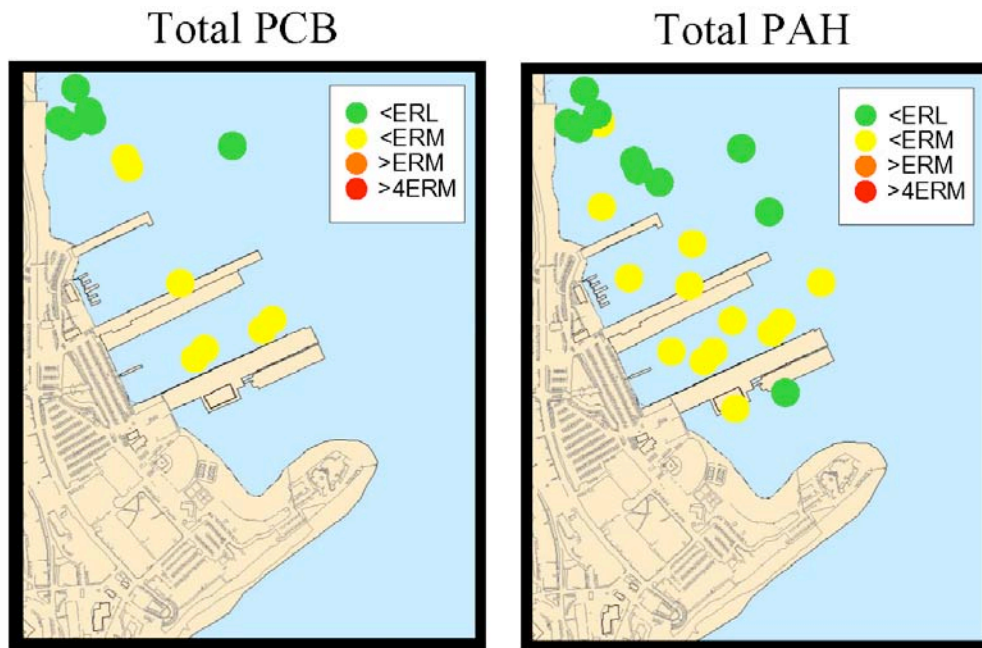 Total PCB
<ERL
<ERM
>ERM
>4ERM
Total PAH
<ERL
<ERM
>ERM
>4ERM